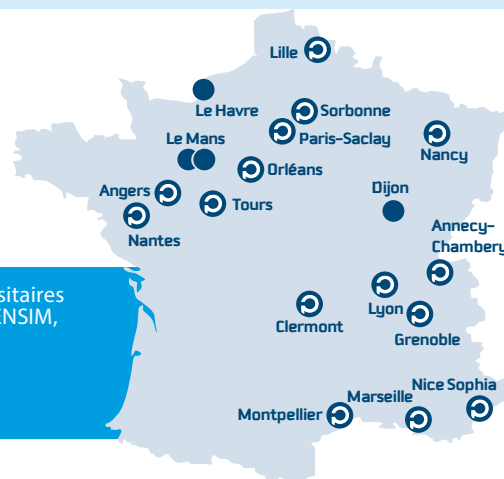 Lille
Le Havre
Sorbonne
Le Mans
Paris-Saclay
Nancy
Orléans
Angers
Dijon
Tours
Nantes
Annecy-
Chambery
sitaires
ENSIM,
Lyon
Clermont
Grenoble
Nice Sophia
Marseille
Montpellier